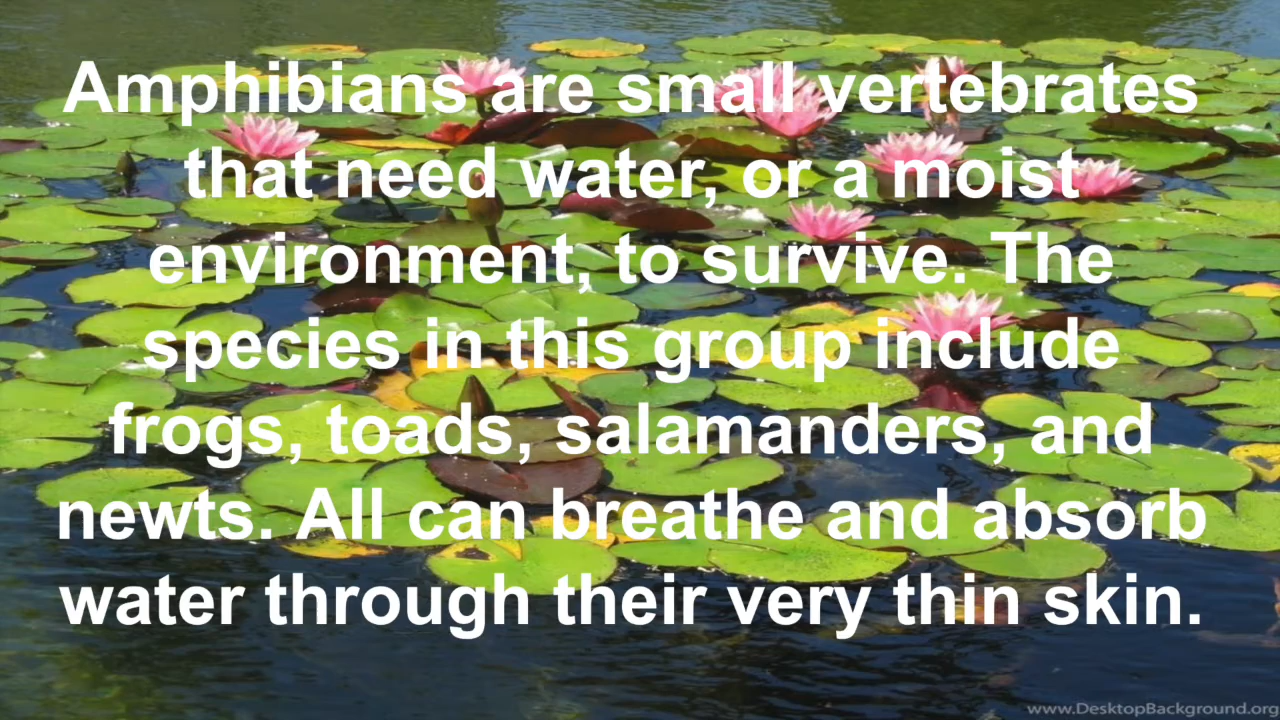 Amphibians are small vertebrates
that need water, or a moist
environment, to survive. The
species in this group include
frogs, toads, salamanders, and
newts. All can breathe and absorb
water through their very thin skin.
www.DesktopBackground.org